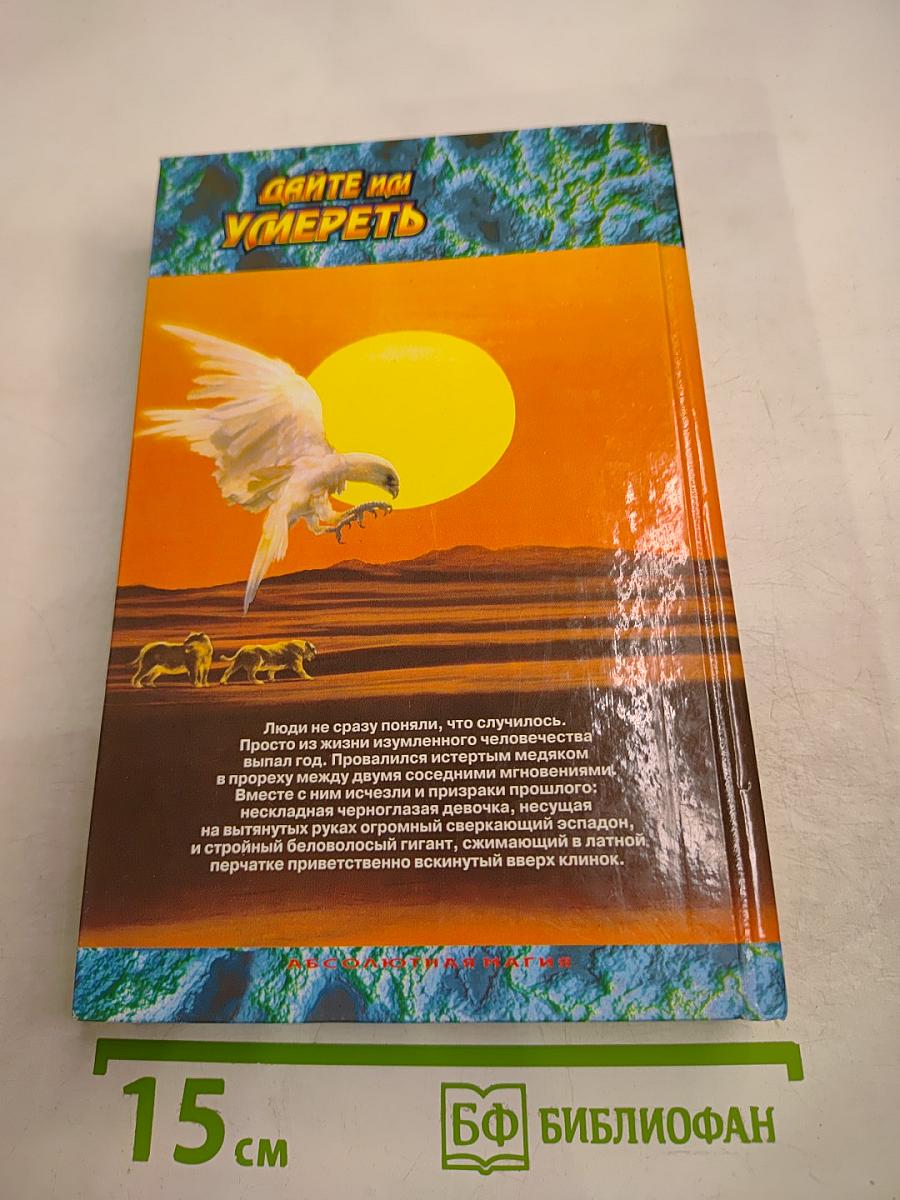 ДАЙТЕ ИМ
УМЕРЕТЬ
Люди не сразу поняли, что случилось.
Просто из жизни изумленного человечества
выпал год. Провалился истертым медяком
в прореху между двумя соседними мгновениями.
Вместе с ним исчезли и призраки прошлого:
нескладная черноглазая девочка, несущая
на вытянутых руках огромный сверкающий эспадон,
и стройный беловолосый гигант, сжимающий в латной
перчатке приветственно вскинутый вверх клинок.
АБСОЛЮТНАЯ МАГИЯ
15 см
БФ БИБЛИОФАН